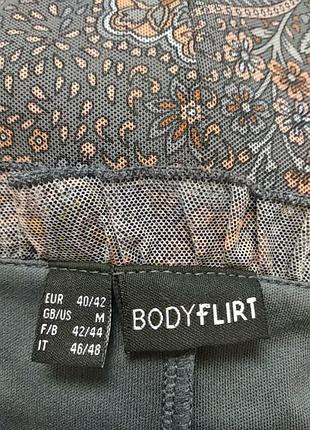 EUR 40/42
GB/US M
F/B 42/44
IT 46/48
BODYFLIRT